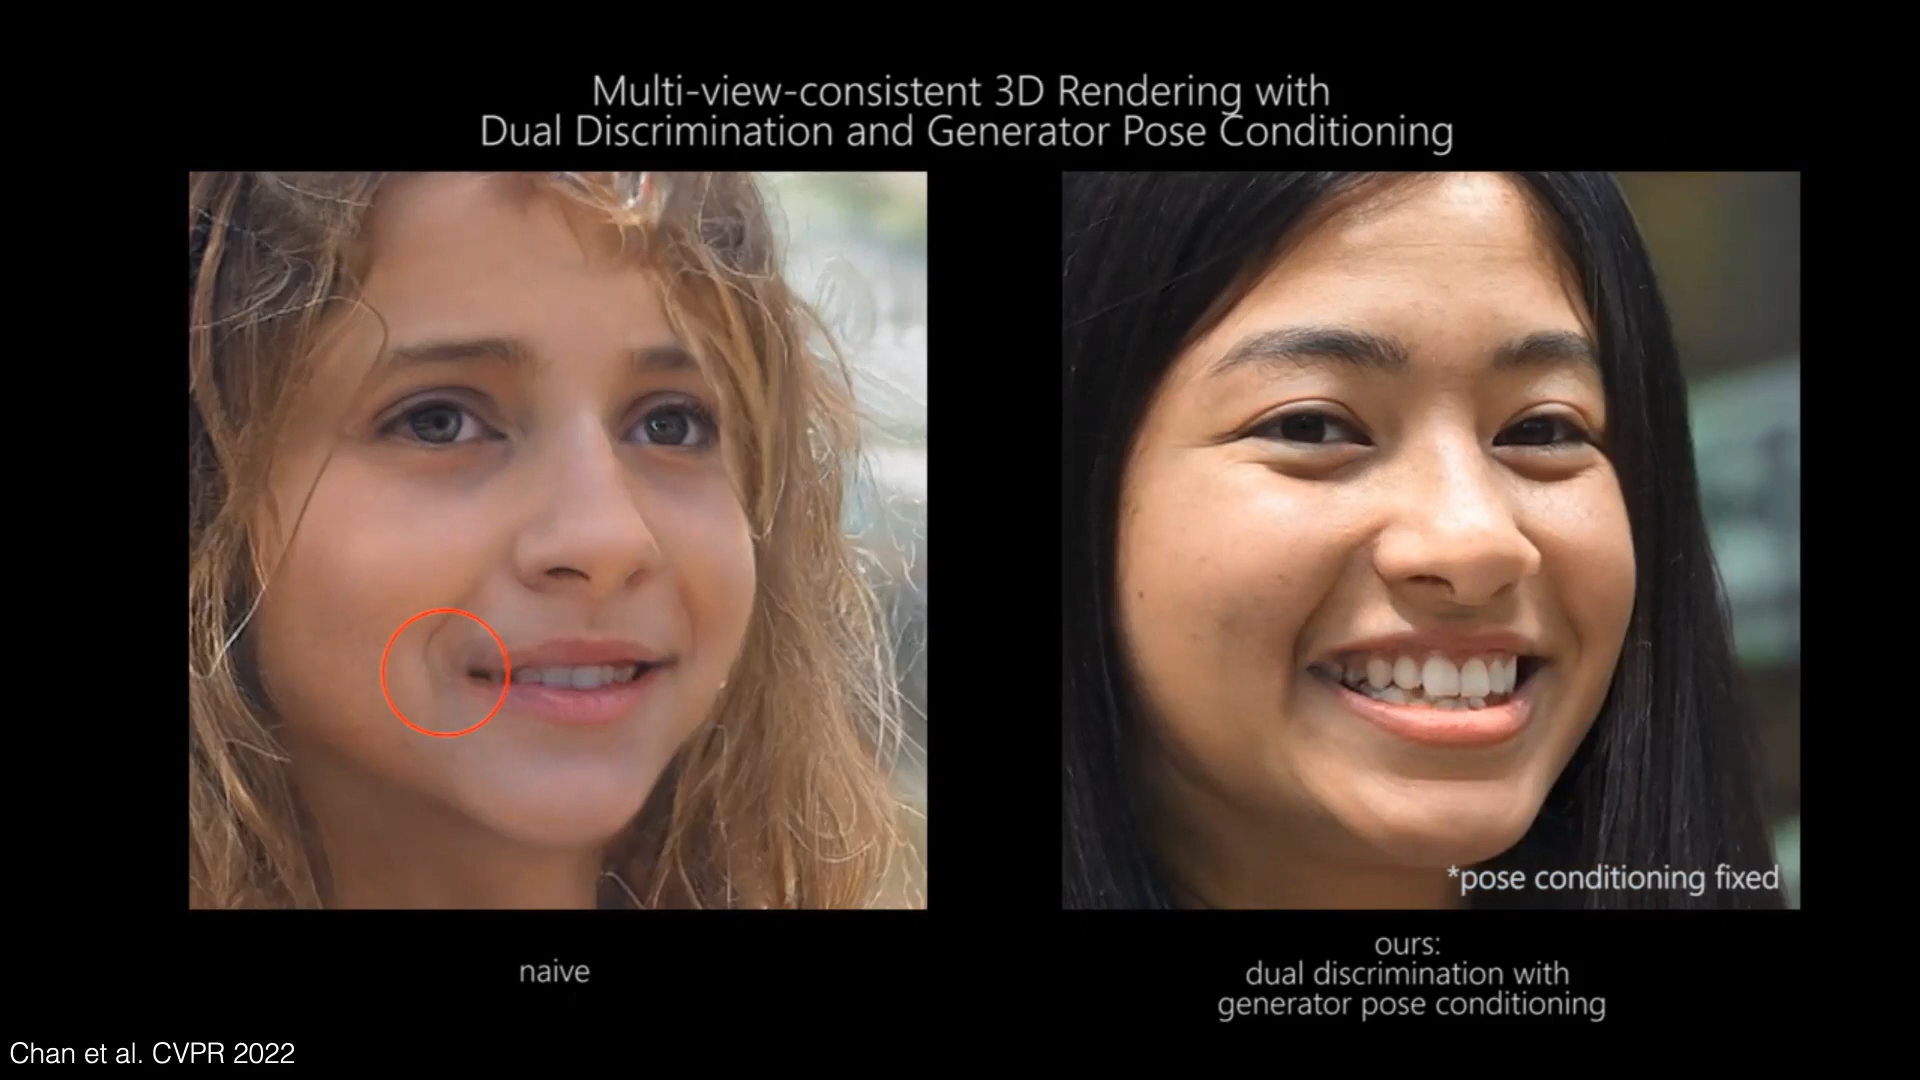 Multi-view-consistent 3D Rendering with
Dual Discrimination and Generator Pose Conditioning
*pose conditioning fixed
naive
ours:
dual discrimination with
generator pose conditioning
Chan et al. CVPR 2022